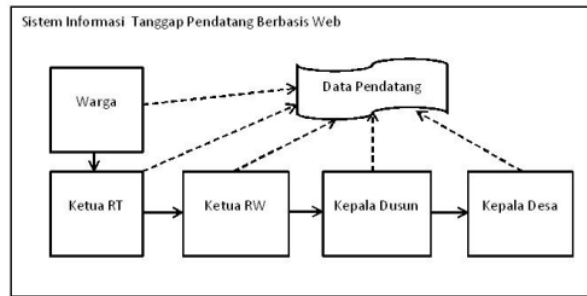 Sistem Informasi Tanggap Pendatang Berbasis Web
Warga
Data Pendatang
Ketua RT
Ketua RW
Kepala Dusun
Kepala Desa